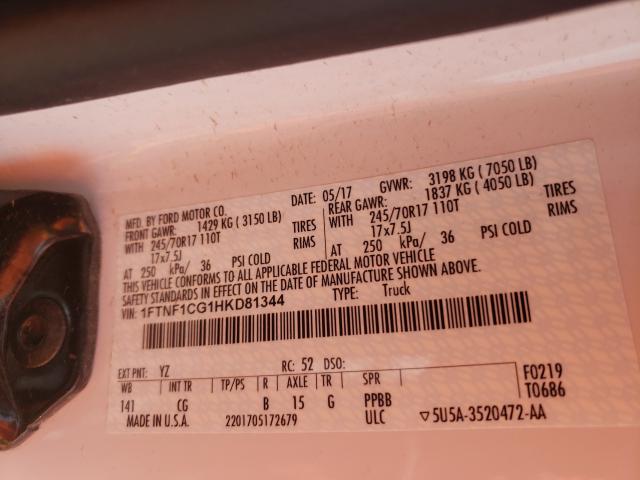 MFD. BY FORD MOTOR CO.
DATE: 05/17 GVWR: 3198 KG ( 7050 LB)
FRONT GAWR: 1429 KG ( 3150 LB) REAR GAWR: 1837 KG ( 4050 LB)
WITH 245/70R17 110T TIRES WITH 245/70R17 110T TIRES
17x7.5J RIMS 17x7.5J RIMS
AT 250 kPa/ 36 PSI COLD AT 250 kPa/ 36 PSI COLD
THIS VEHICLE CONFORMS TO ALL APPLICABLE FEDERAL MOTOR VEHICLE
SAFETY STANDARDS IN EFFECT ON THE DATE OF MANUFACTURE SHOWN ABOVE.
VIN: 1FTNF1CG1HKD81344 TYPE: Truck
EXT PNT: YZ RC: 52 DSO: F0219
WB INT TR TP/PS R AXLE TR SPR T0686
141 CG B 15 G PPBB
MADE IN U.S.A. 2201705172679 ULC ▽5U5A-3520472-AA